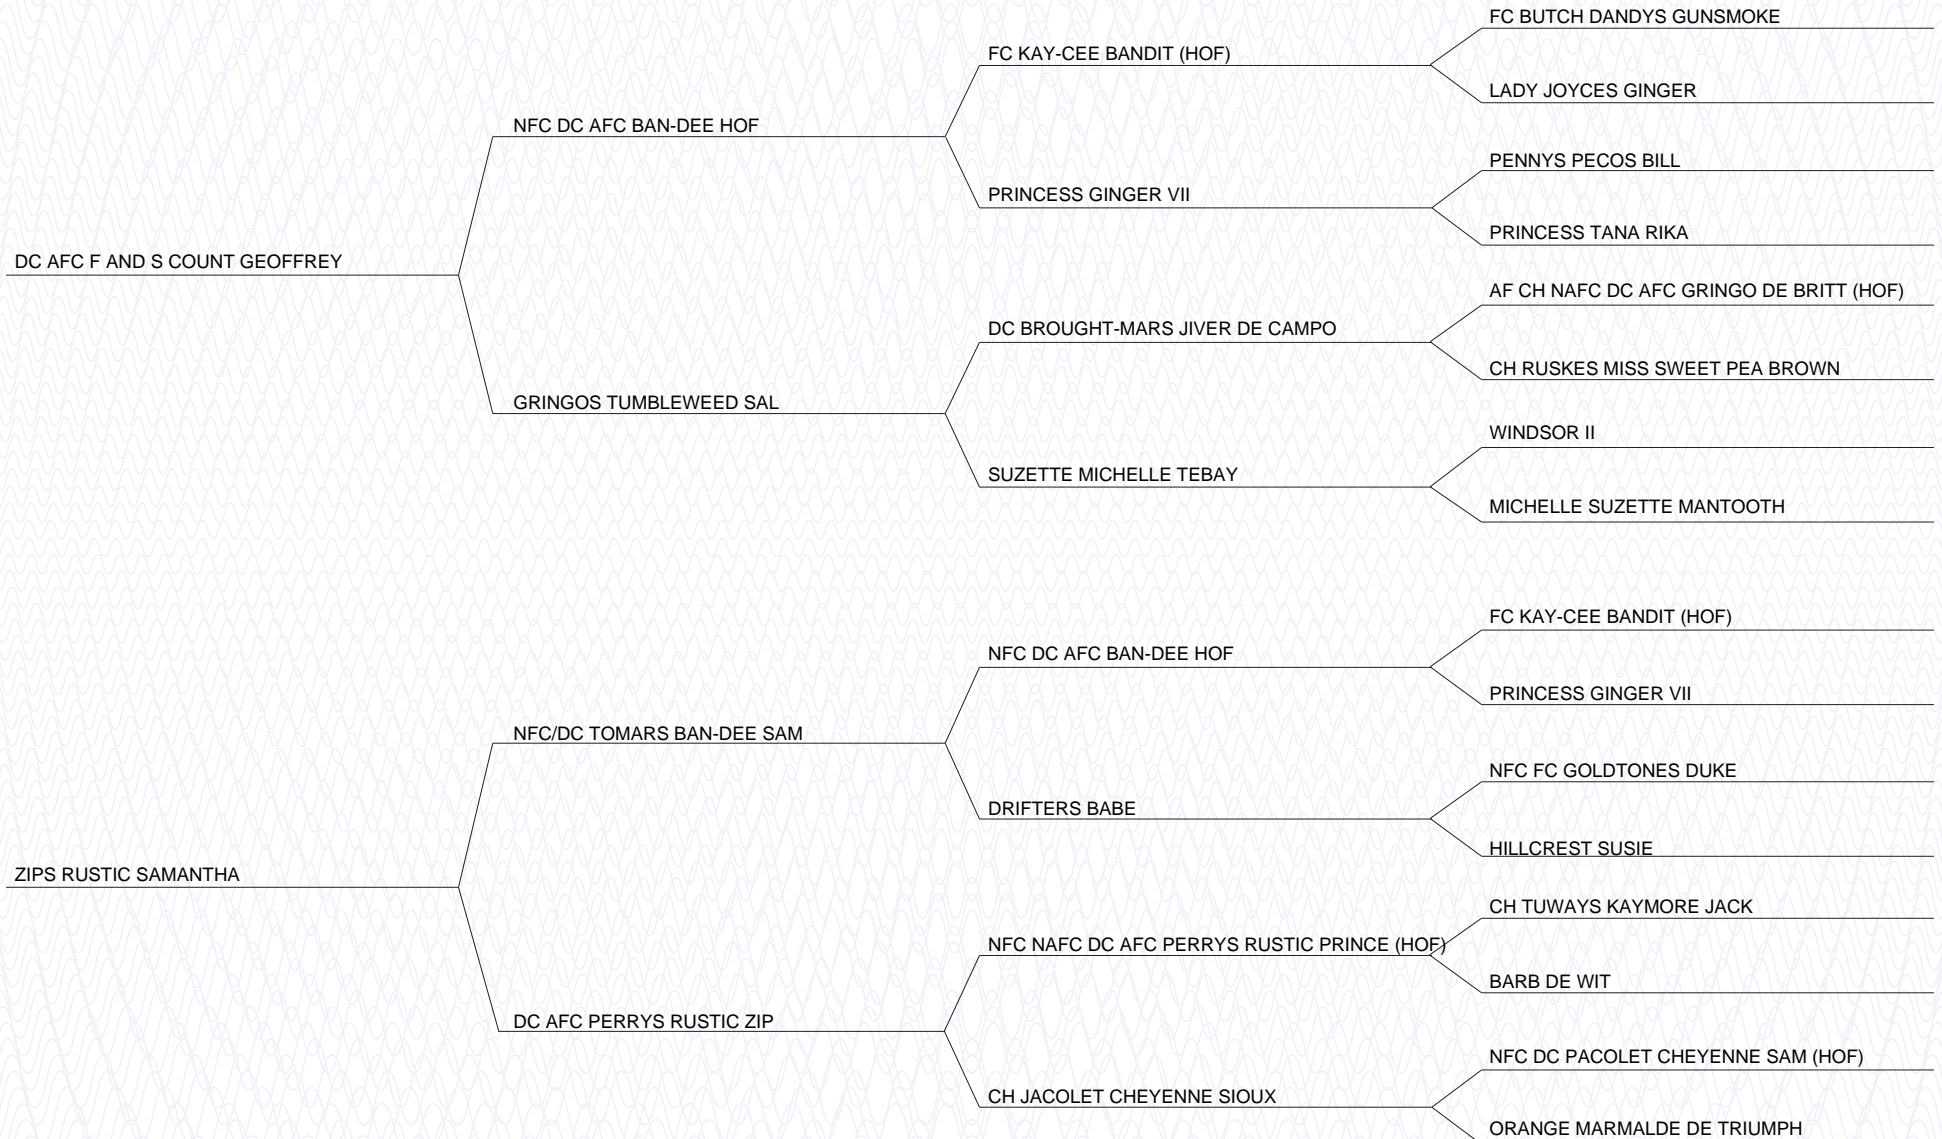 FC BUTCH DANDYS GUNSMOKE
FC KAY-CEE BANDIT (HOF)
LADY JOYCES GINGER
NFC DC AFC BAN-DEE HOF
PENNYS PECOS BILL
PRINCESS GINGER VII
PRINCESS TANA RIKA
DC AFC F AND S COUNT GEOFFREY
AF CH NAFC DC AFC GRINGO DE BRITT (HOF)
DC BROUGHT-MARS JIVER DE CAMPO
CH RUSKES MISS SWEET PEA BROWN
GRINGOS TUMBLEWEED SAL
WINDSOR II
SUZETTE MICHELLE TEBAY
MICHELLE SUZETTE MANTOOTH
FC KAY-CEE BANDIT (HOF)
NFC DC AFC BAN-DEE HOF
PRINCESS GINGER VII
NFC/DC TOMARS BAN-DEE SAM
NFC FC GOLDTONES DUKE
DRIFTERS BABE
HILLCREST SUSIE
ZIPS RUSTIC SAMANTHA
CH TUWAYS KAYMORE JACK
NFC NAFC DC AFC PERRYS RUSTIC PRINCE (HOF)
BARB DE WIT
DC AFC PERRYS RUSTIC ZIP
NFC DC PACOLET CHEYENNE SAM (HOF)
CH JACOLET CHEYENNE SIOUX
ORANGE MARMALDE DE TRIUMPH